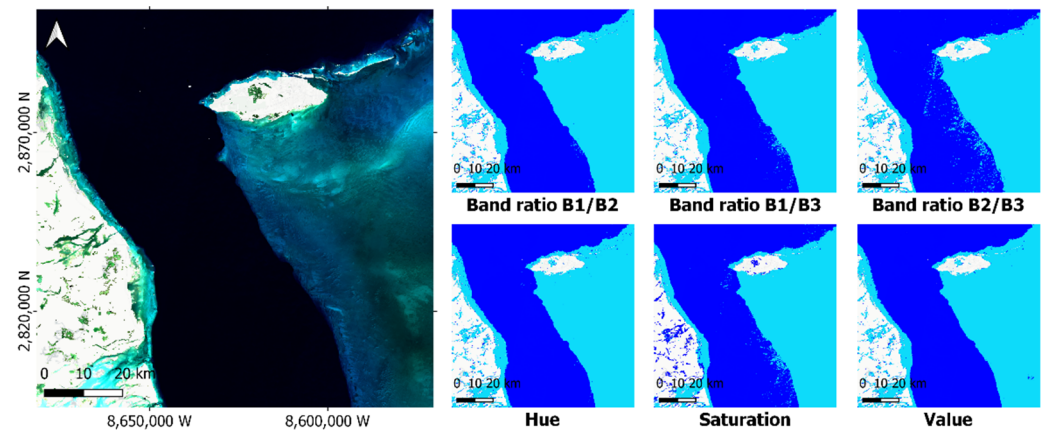 2,870,000 N
2,820,000 N
0 10 20 km
8,650,000 W 8,600,000 W
0 10 20 km 0 10 20 km 0 10 20 km
Band ratio B1/B2 Band ratio B1/B3 Band ratio B2/B3
0 10 20 km 0 10 20 km 0 10 20 km
Hue Saturation Value